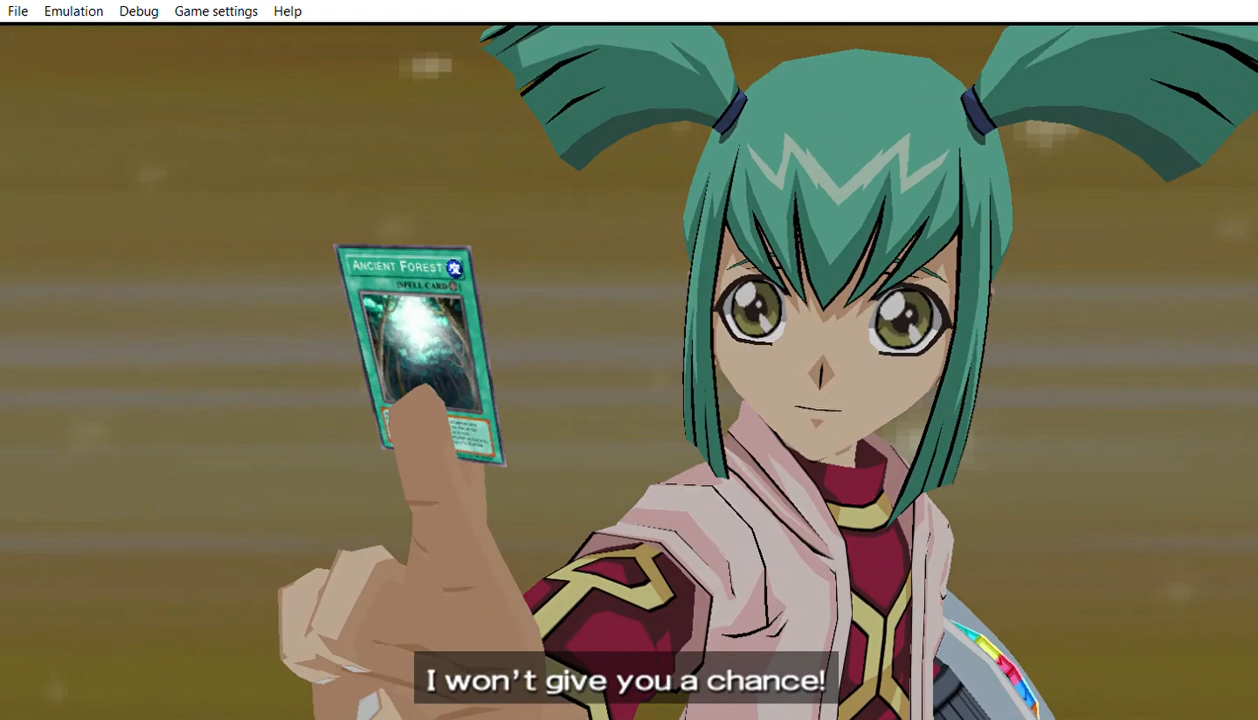 File Emulation Debug Game settings Help
ANCIENT FOREST
[SPELL CARD
I won't give you a chance!